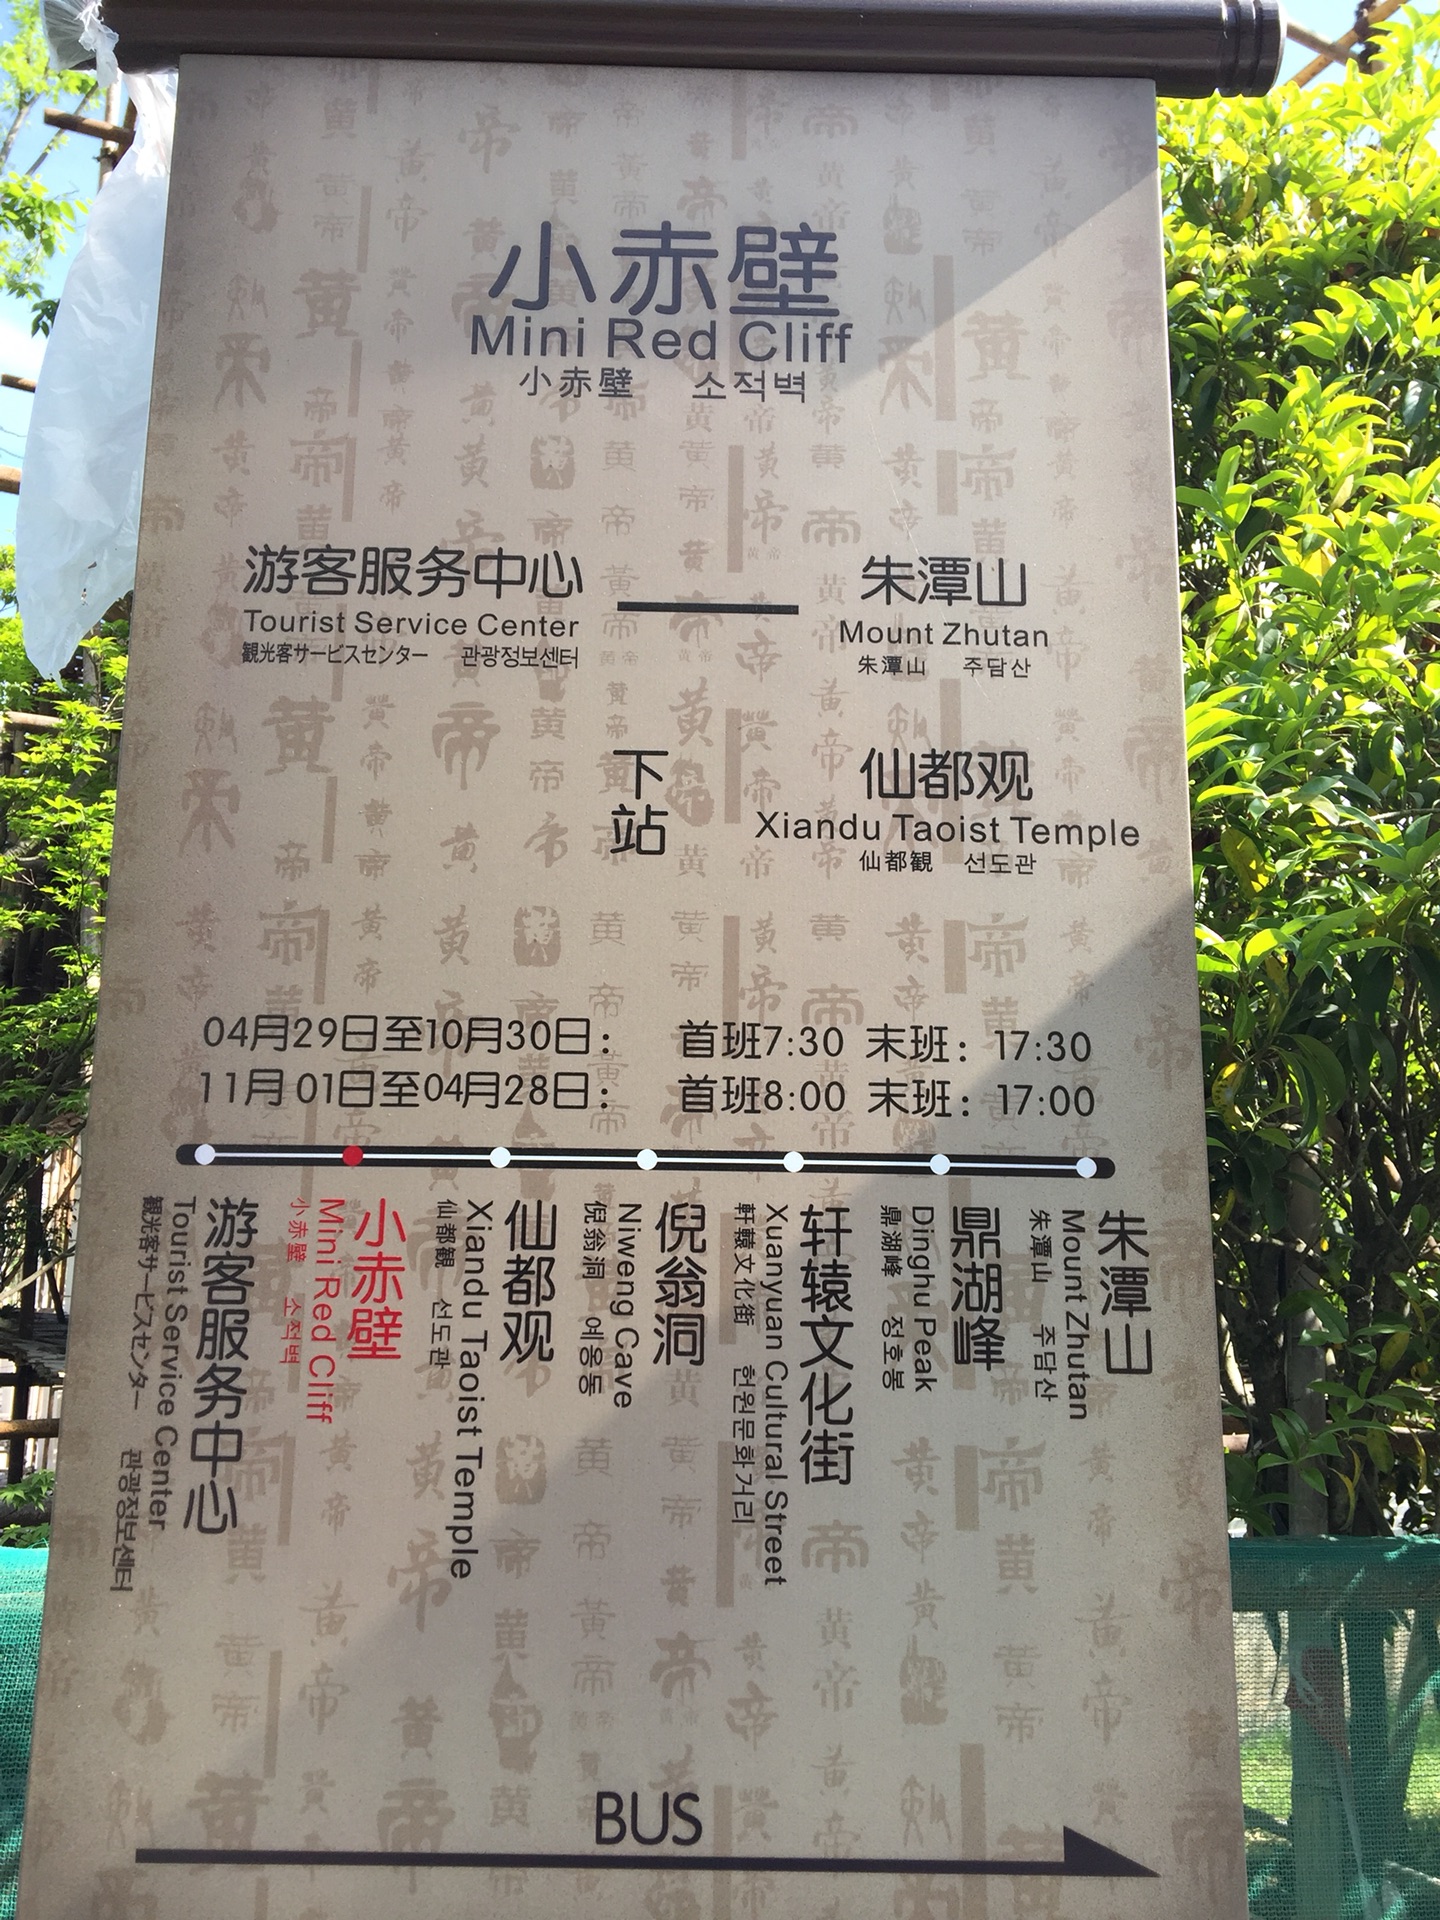 小赤壁
Mini Red Cliff
小赤壁 소적벽
游客服务中心 — 朱潭山
Tourist Service Center Mount Zhutan
観光客サービスセンター 관광정보센터 朱潭山 주담산
下站 仙都观
Xiandu Taoist Temple
仙都観 선도관
04月29日至10月30日： 首班7:30 末班：17:30
11月01日至04月28日： 首班8:00 末班：17:00
游客服务中心
Tourist Service Center
観光客サービスセンター 관광정보센터
小赤壁
Mini Red Cliff
小赤壁 소적벽
仙都观
Xiandu Taoist Temple
仙都観 선도관
倪翁洞
Niweng Cave
倪翁洞 예옹동
轩辕文化街
Xuanyuan Cultural Street
軒轅文化街 헌원문화거리
鼎湖峰
Dinghu Peak
鼎湖峰 정호봉
朱潭山
Mount Zhutan
朱潭山 주담산
BUS